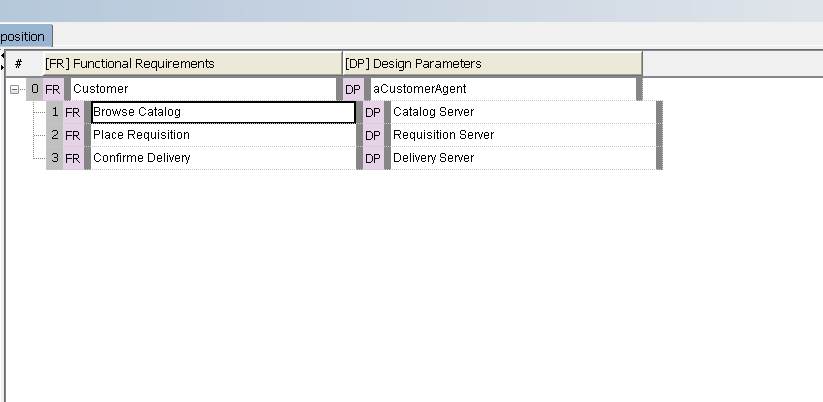 position
# [FR] Functional Requirements [DP] Design Parameters
0 FR Customer DP aCustomerAgent
1 FR Browse Catalog DP Catalog Server
2 FR Place Requisition DP Requisition Server
3 FR Confirme Delivery DP Delivery Server